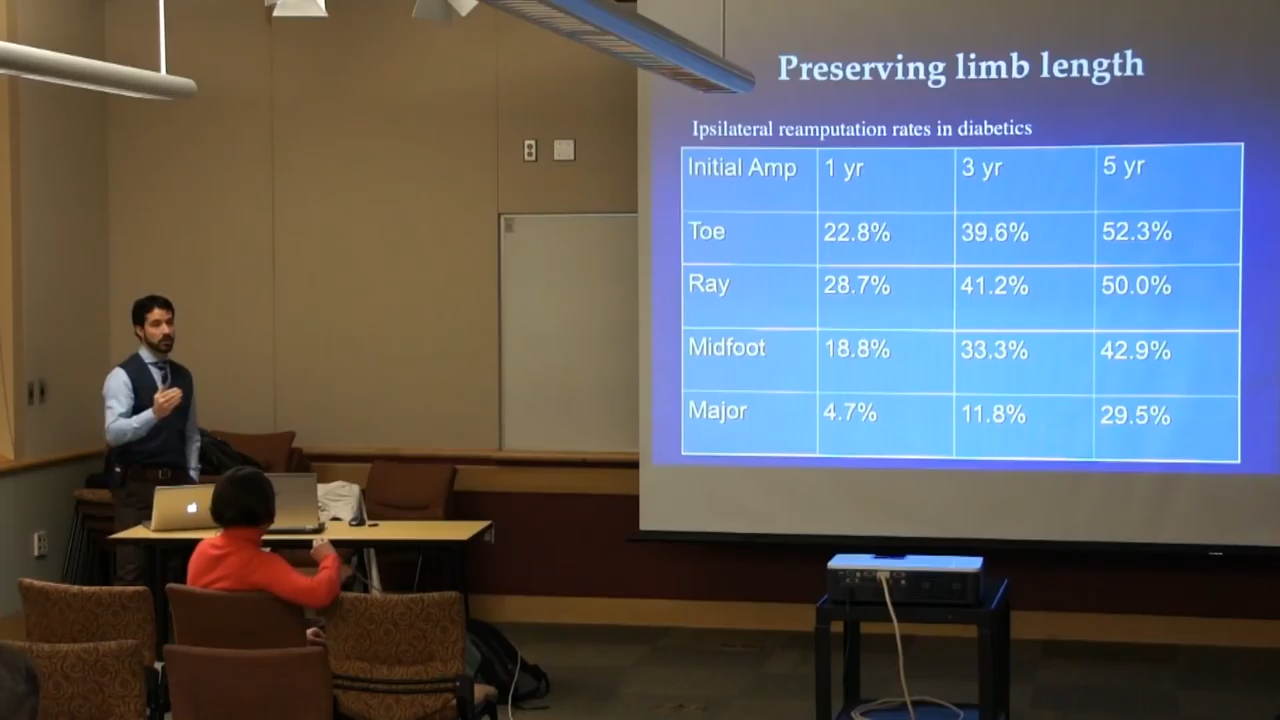 Preserving limb length
Ipsilateral reamputation rates in diabetics
Initial Amp 1 yr 3 yr 5 yr
Toe 22.8% 39.6% 52.3%
Ray 28.7% 41.2% 50.0%
Midfoot 18.8% 33.3% 42.9%
Major 4.7% 11.8% 29.5%